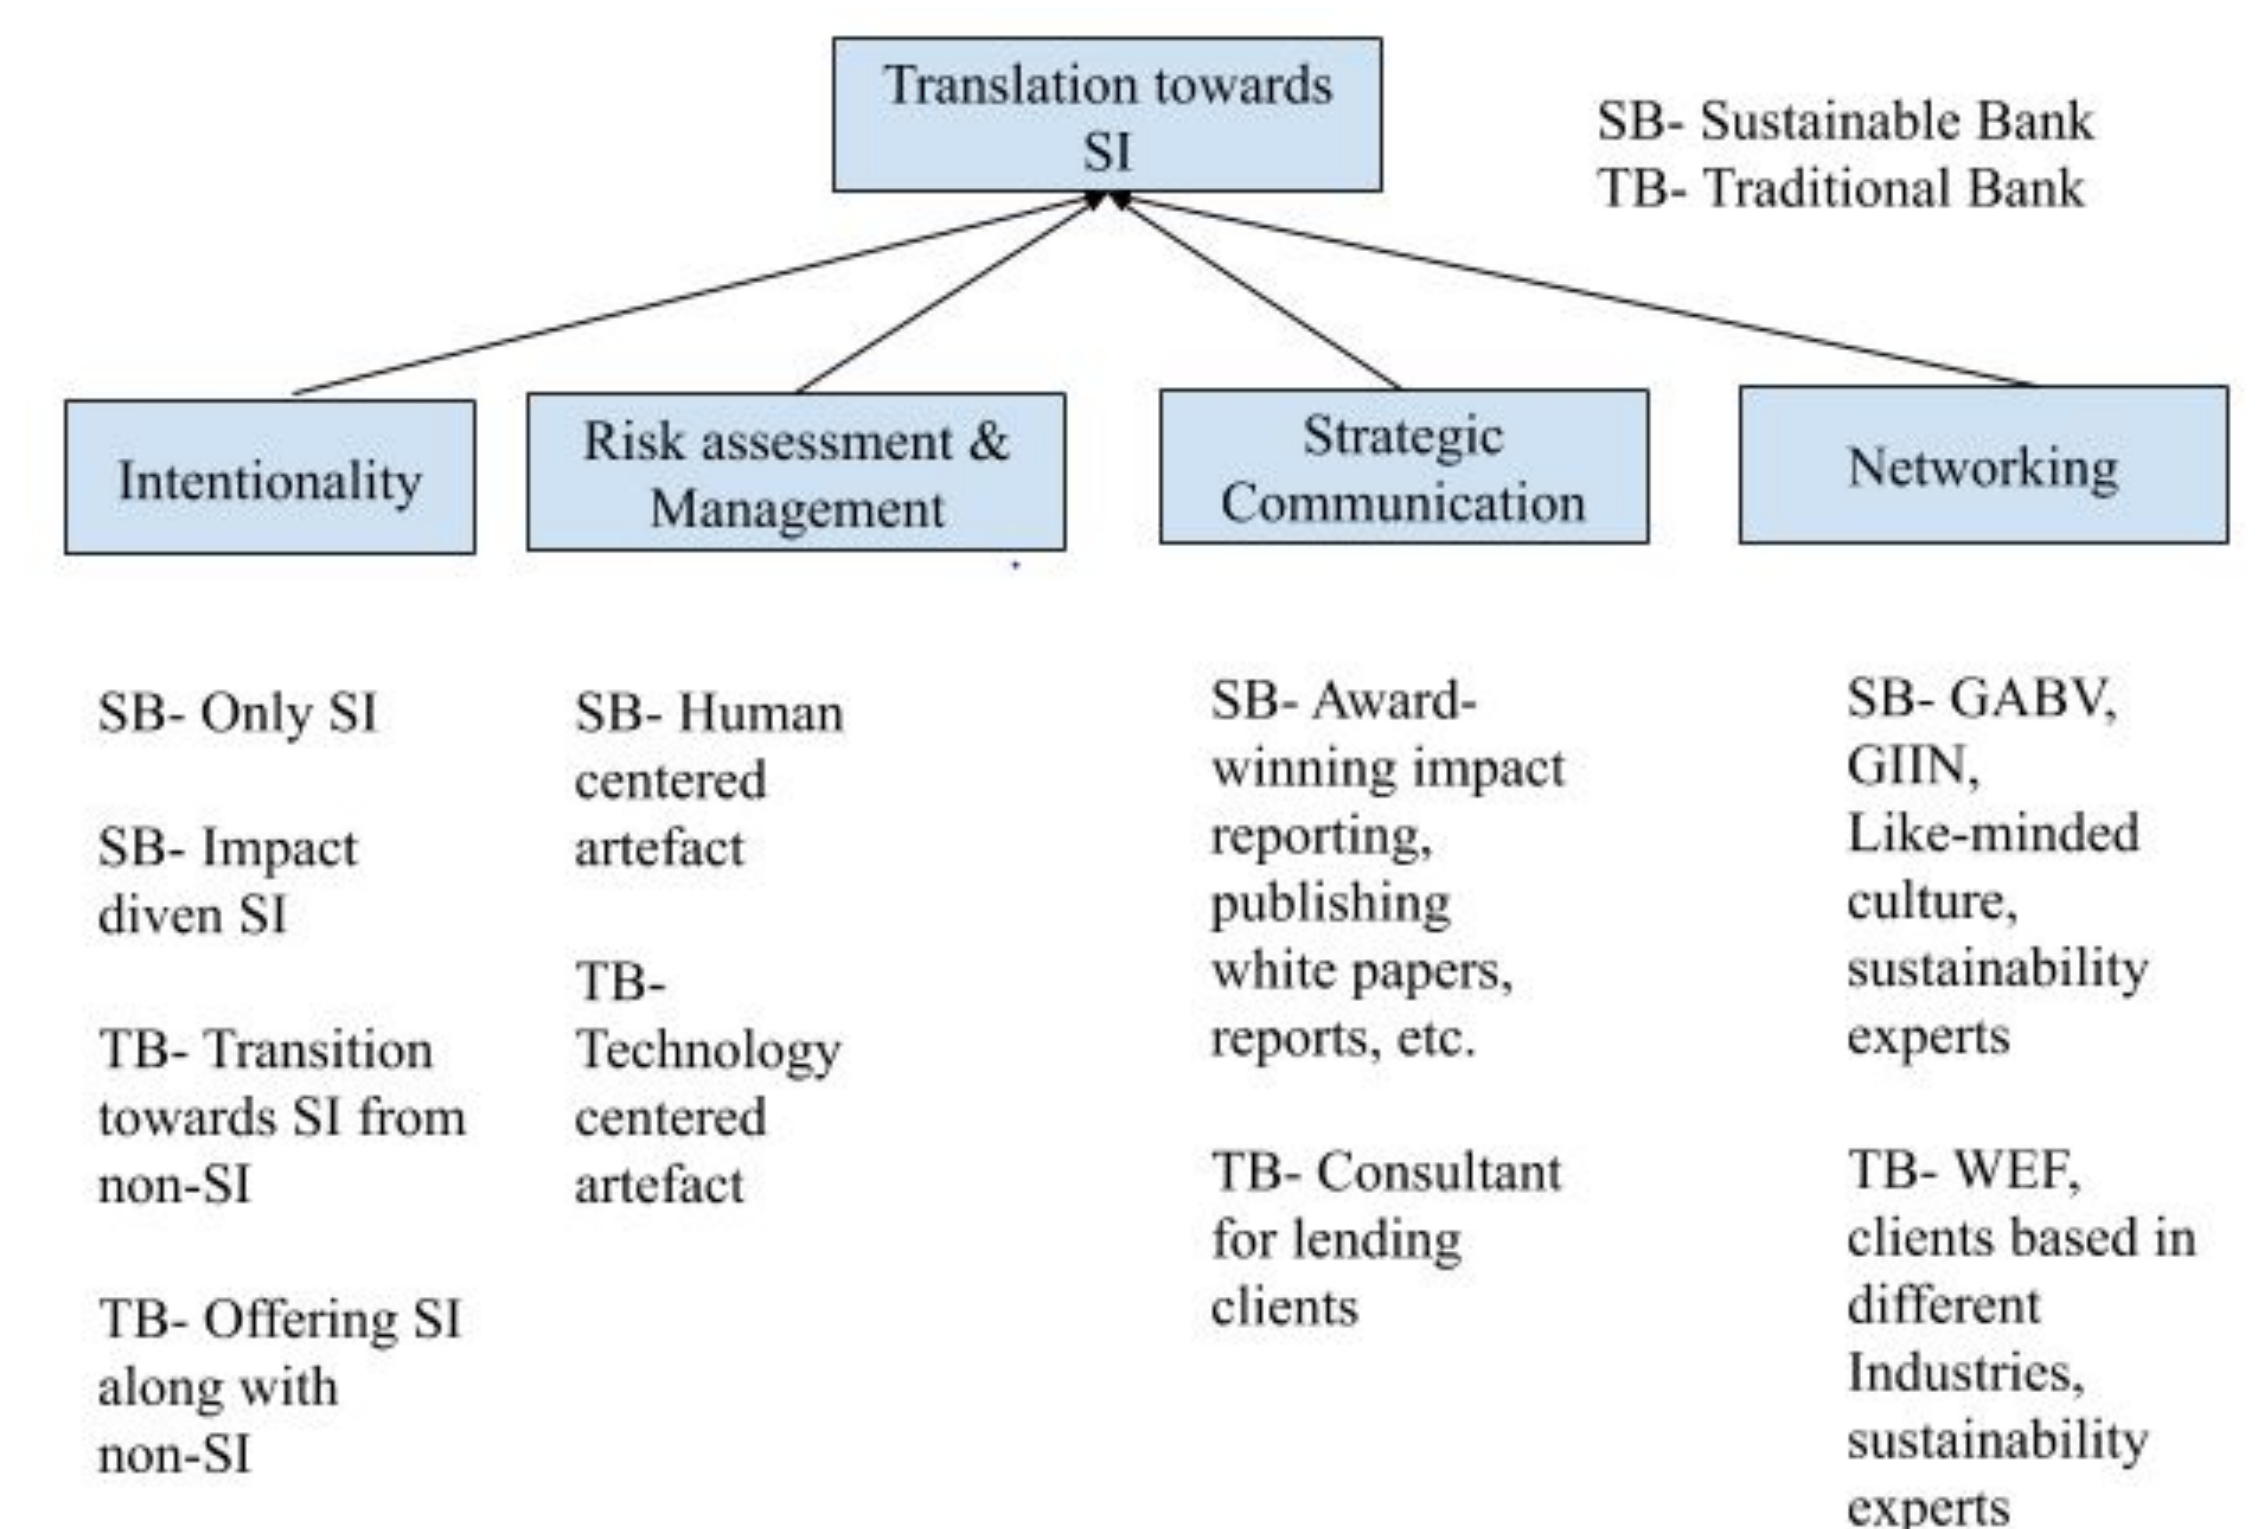 Translation towards
SI
SB- Sustainable Bank
TB- Traditional Bank
Intentionality
Risk assessment &
Management
Strategic
Communication
Networking
SB- Only SI
SB- Impact
diven SI
TB- Transition
towards SI from
non-SI
TB- Offering SI
along with
non-SI
SB- Human
centered
artefact
TB-
Technology
centered
artefact
SB- Award-
winning impact
reporting,
publishing
white papers,
reports, etc.
TB- Consultant
for lending
clients
SB- GABV,
GIIN,
Like-minded
culture,
sustainability
experts
TB- WEF,
clients based in
different
Industries,
sustainability
experts